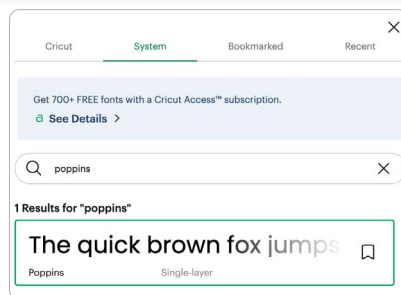 Cricut System Bookmarked Recent
Get 700+ FREE fonts with a Cricut Access™ subscription.
See Details >
poppins
1 Results for "poppins"
The quick brown fox jumps
Poppins Single-layer